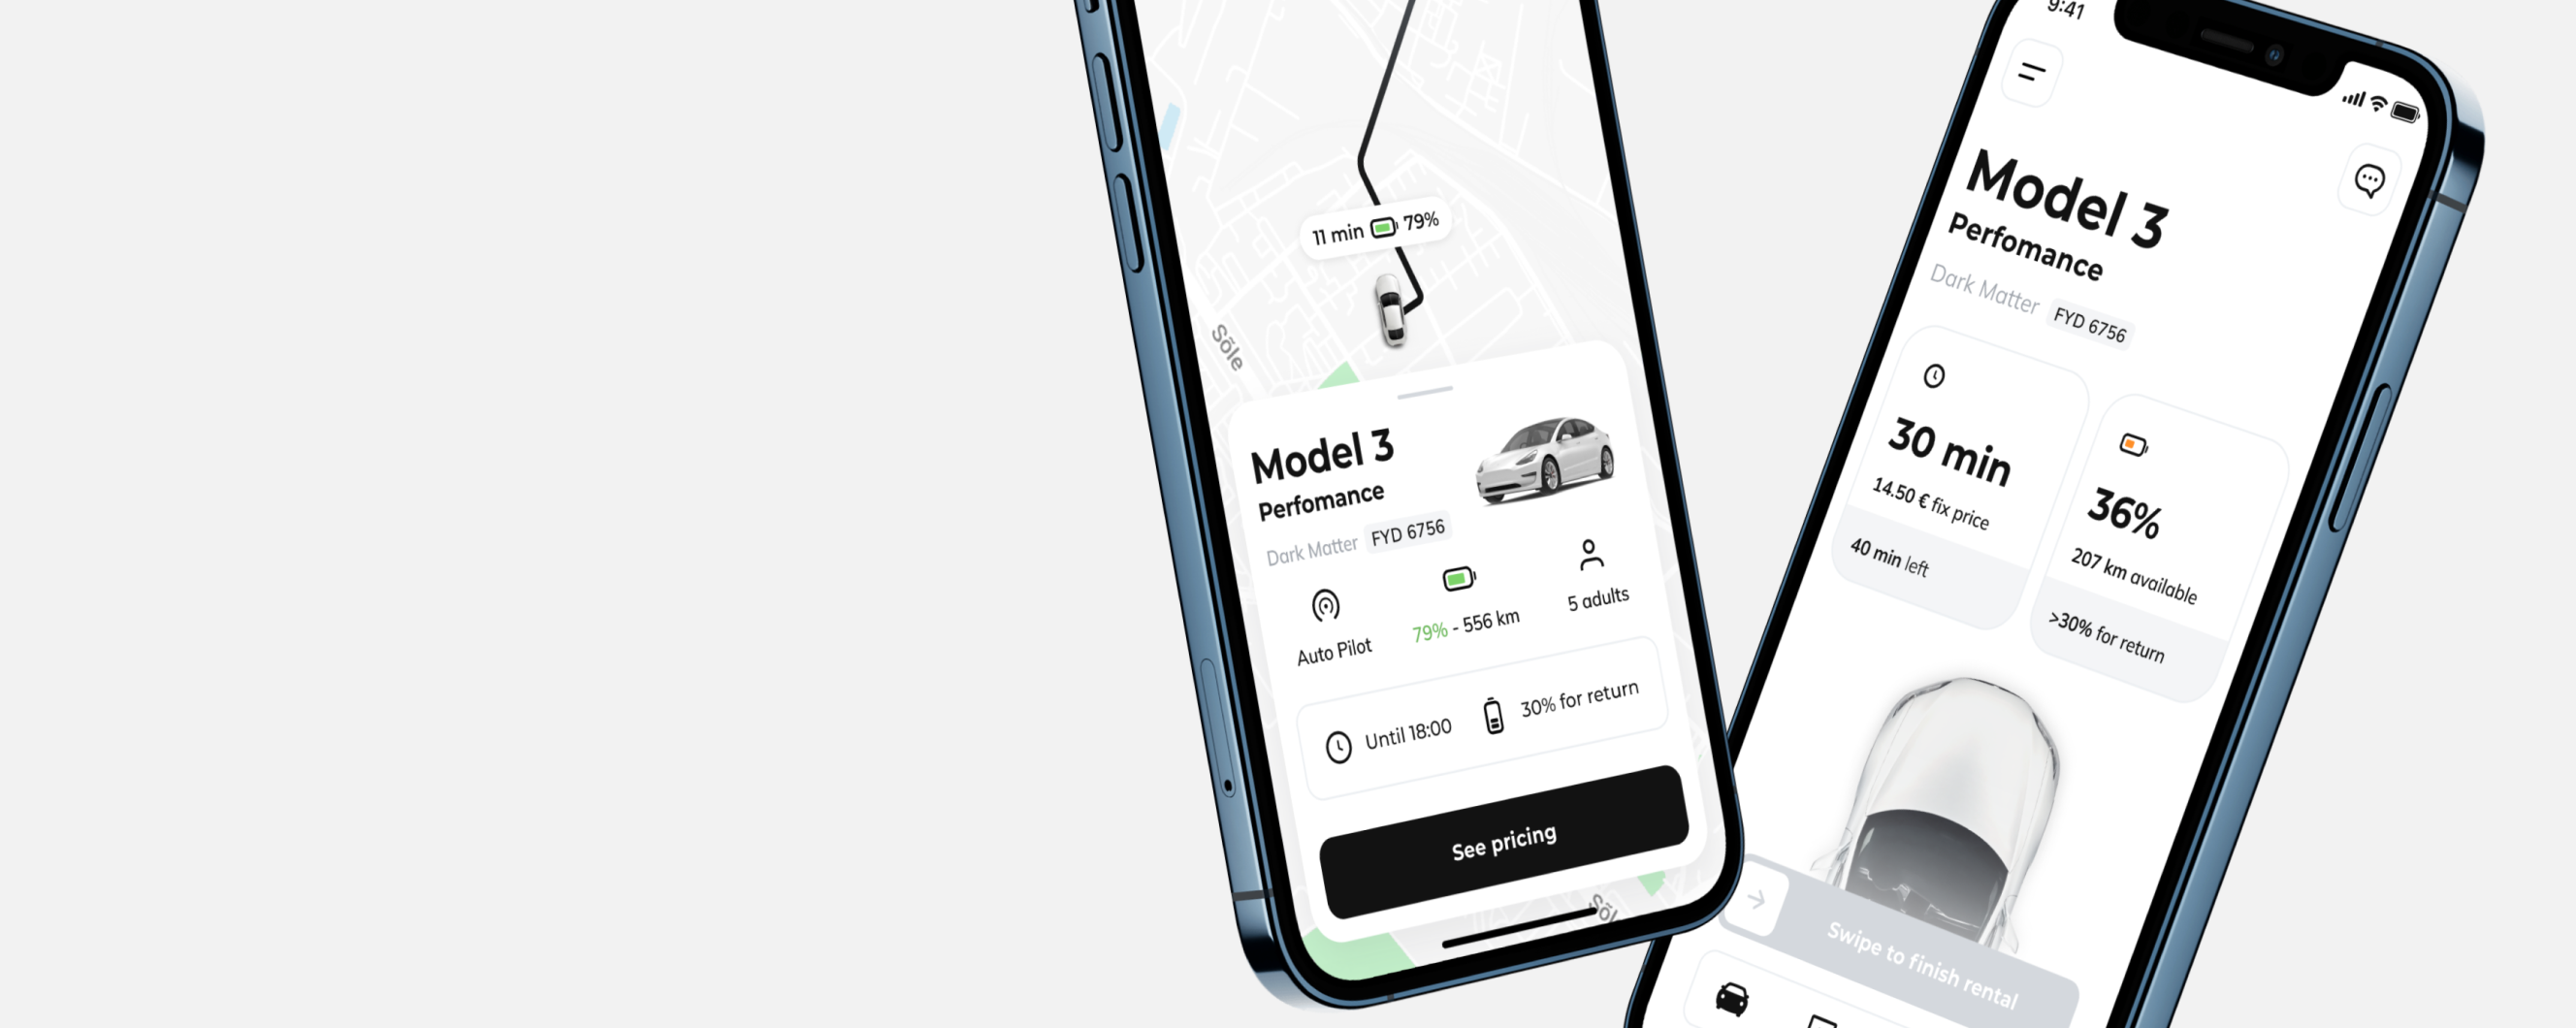 11 min 79%
Sõle
Model 3
Perfomance
Dark Matter FYD 6756
Auto Pilot
79% - 556 km
5 adults
Until 18:00
30% for return
See pricing
9:41
Model 3
Perfomance
Dark Matter FYD 6756
30 min
14.50 € fix price
40 min left
36%
207 km available
>30% for return
Swipe to finish rental